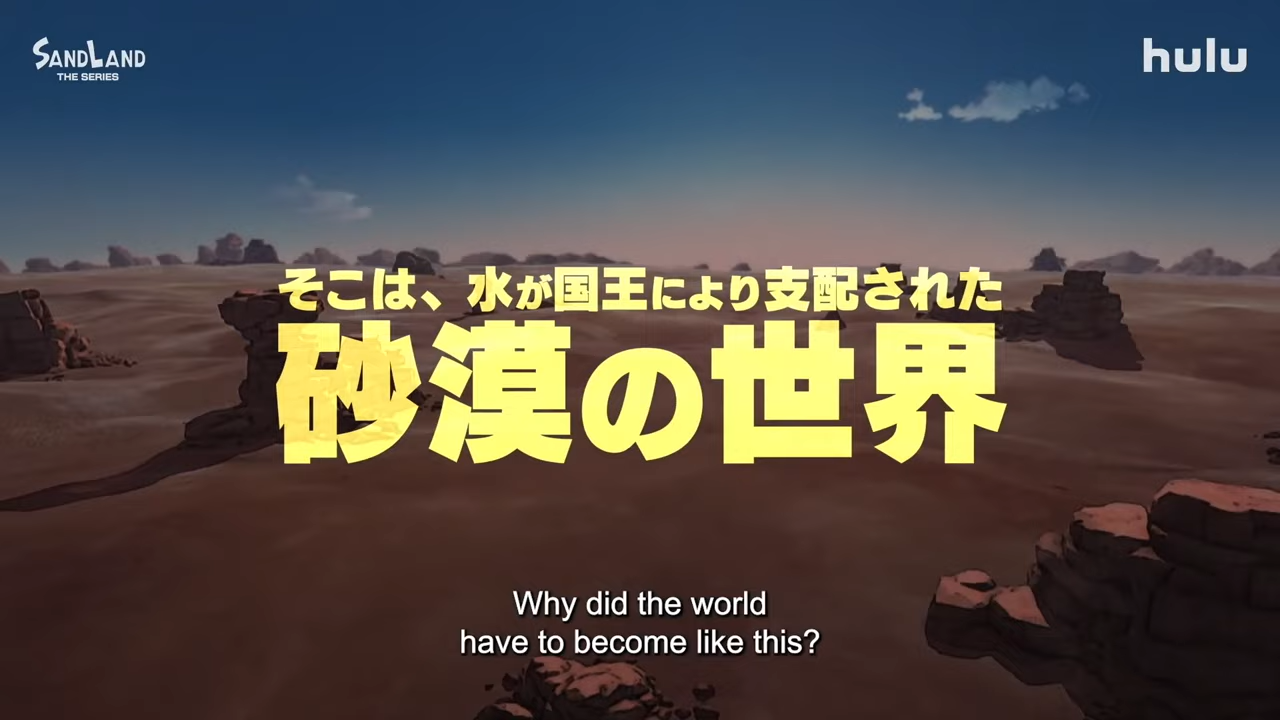 SANDLAND
THE SERIES
hulu
そこは、水が国王により支配された
砂漠の世界
Why did the world
have to become like this?